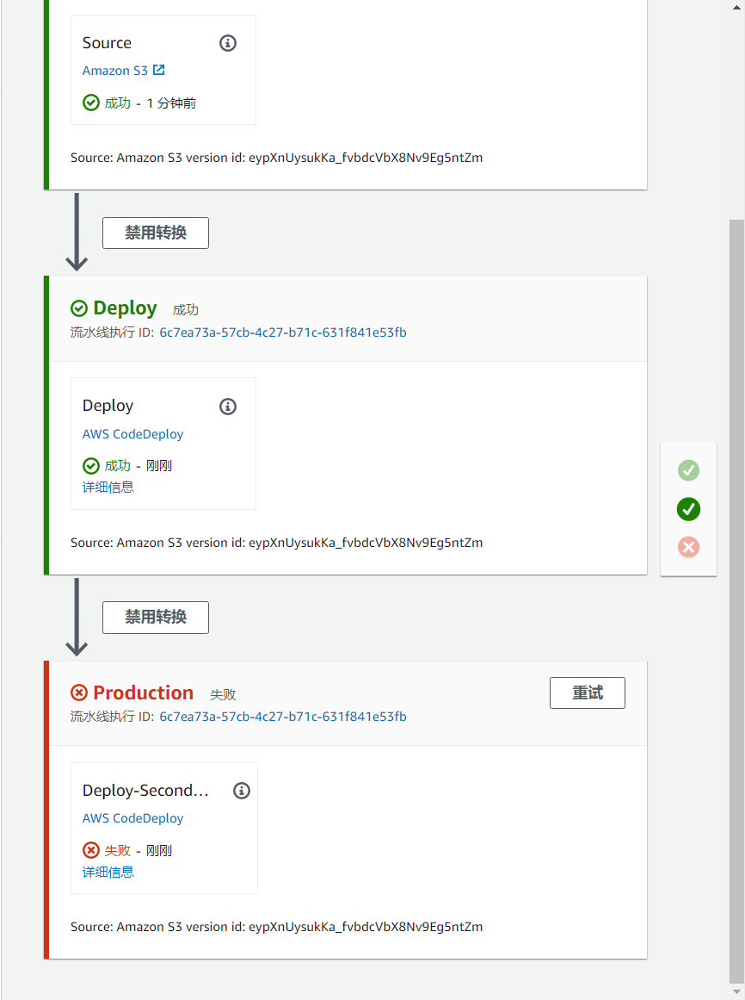 Source
Amazon S3
成功 - 1 分钟前
Source: Amazon S3 version id: eypXnUysukKa_fvbdcVbX8Nv9Eg5ntZm
禁用转换
Deploy 成功
流水线执行 ID: 6c7ea73a-57cb-4c27-b71c-631f841e53fb
Deploy
AWS CodeDeploy
成功 - 刚刚
详细信息
Source: Amazon S3 version id: eypXnUysukKa_fvbdcVbX8Nv9Eg5ntZm
禁用转换
Production 失败 重试
流水线执行 ID: 6c7ea73a-57cb-4c27-b71c-631f841e53fb
Deploy-Second...
AWS CodeDeploy
失败 - 刚刚
详细信息
Source: Amazon S3 version id: eypXnUysukKa_fvbdcVbX8Nv9Eg5ntZm